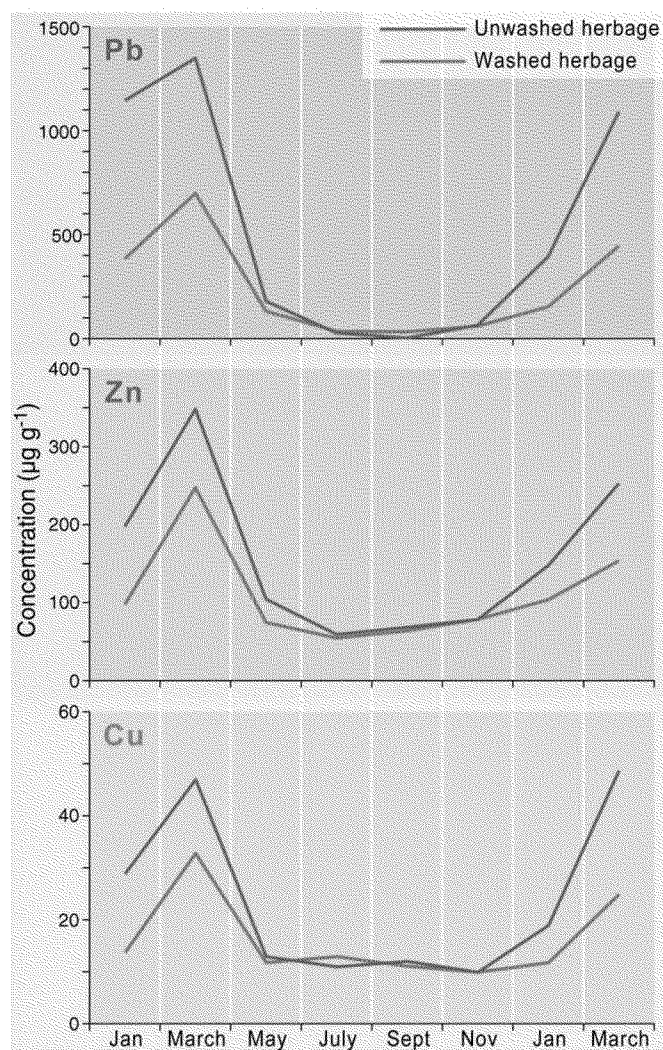 Unwashed herbage
Washed herbage
Pb
1500
1000
500
0
Zn
400
300
200
100
0
Concentration (µg g-1)
Cu
60
40
20
0
Jan March May July Sept Nov Jan March